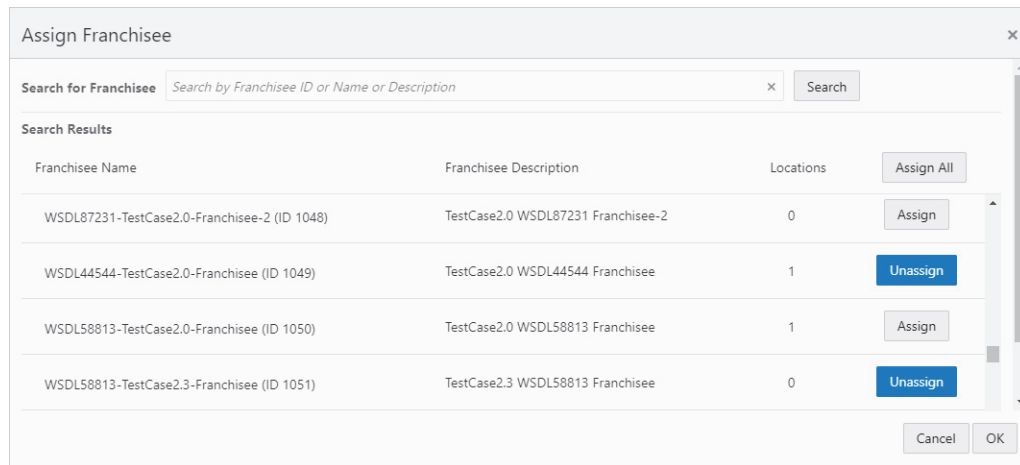 Assign Franchisee ×
Search for Franchisee Search by Franchisee ID or Name or Description × Search
Search Results
Franchisee Name Franchisee Description Locations Assign All
WSDL87231-TestCase2.0-Franchisee-2 (ID 1048) TestCase2.0 WSDL87231 Franchisee-2 0 Assign
WSDL44544-TestCase2.0-Franchisee (ID 1049) TestCase2.0 WSDL44544 Franchisee 1 Unassign
WSDL58813-TestCase2.0-Franchisee (ID 1050) TestCase2.0 WSDL58813 Franchisee 1 Assign
WSDL58813-TestCase2.3-Franchisee (ID 1051) TestCase2.3 WSDL58813 Franchisee 0 Unassign
Cancel OK